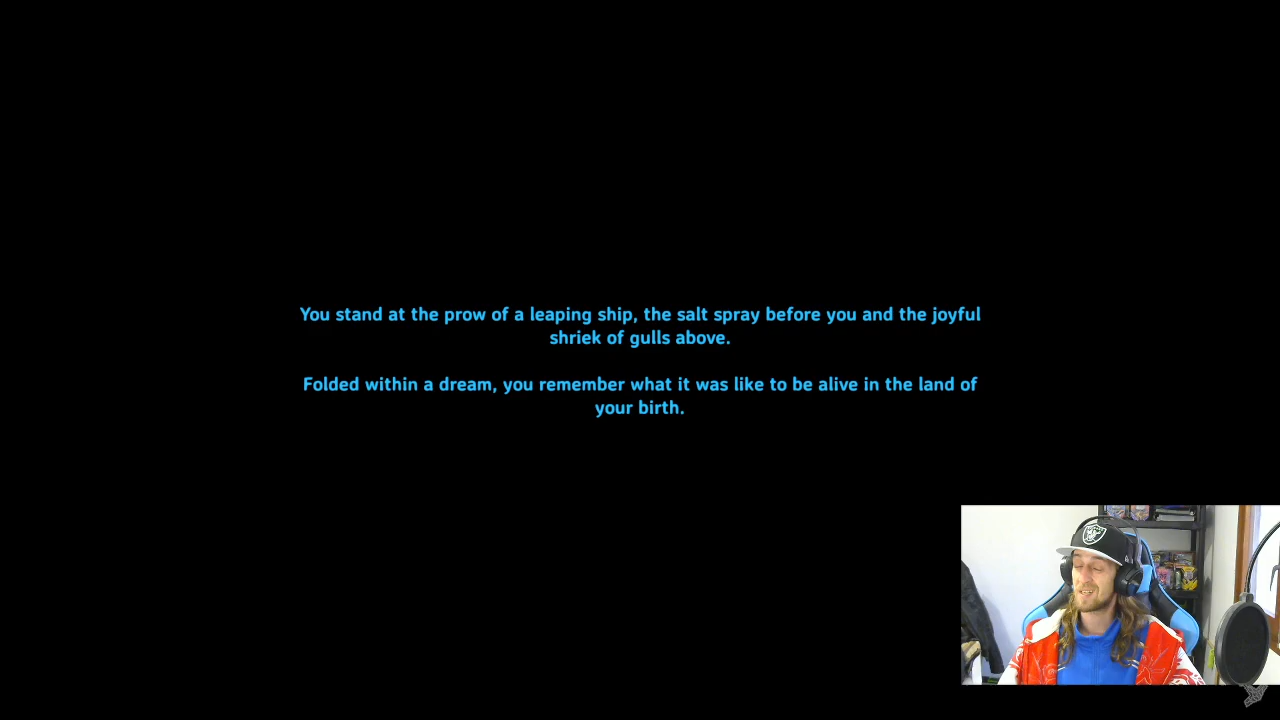 You stand at the prow of a leaping ship, the salt spray before you and the joyful
shriek of gulls above.
Folded within a dream, you remember what it was like to be alive in the land of
your birth.